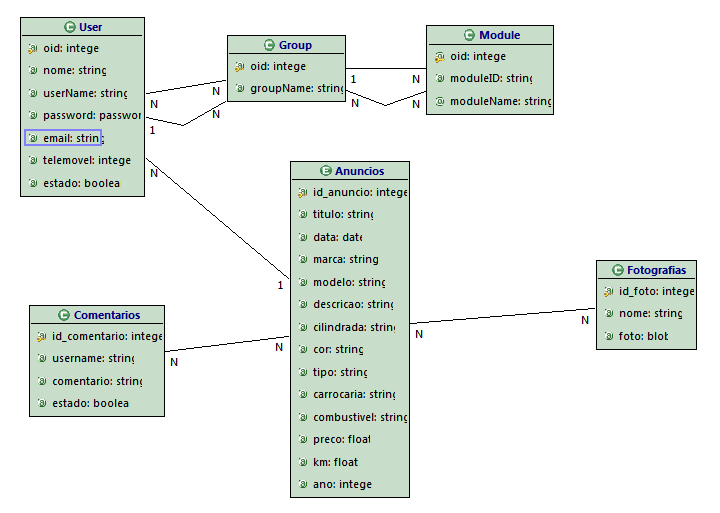 User
oid: intege
nome: string
userName: string
password: passwor
email: string
telemovel: intege
estado: boolea
Group
oid: intege
groupName: string
Module
oid: intege
moduleID: string
moduleName: string
N
N
1
N
1
N
N
N
N
1
Anuncios
id_anuncio: intege
titulo: string
data: date
marca: string
modelo: string
descricao: string
cilindrada: string
cor: string
tipo: string
carrocaria: string
combustivel: string
preco: float
km: float
ano: intege
Comentarios
id_comentario: intege
username: string
comentario: string
estado: boolea
N
N
Fotografias
id_foto: intege
nome: string
foto: blob
N
N